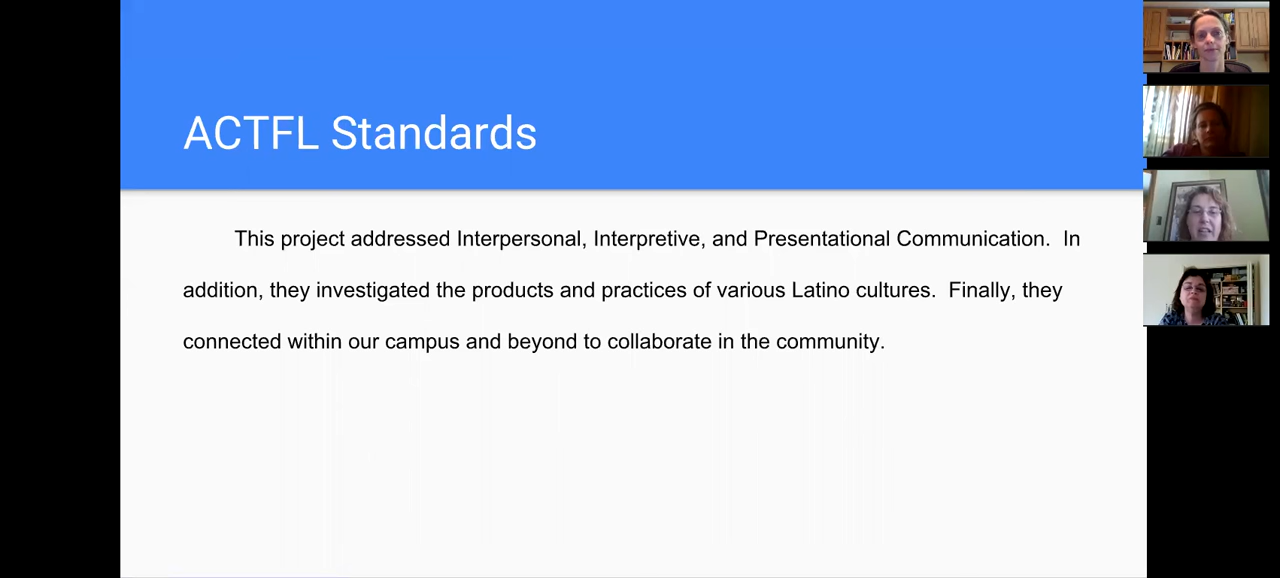 ACTFL Standards
This project addressed Interpersonal, Interpretive, and Presentational Communication.  In
addition, they investigated the products and practices of various Latino cultures.  Finally, they
connected within our campus and beyond to collaborate in the community.